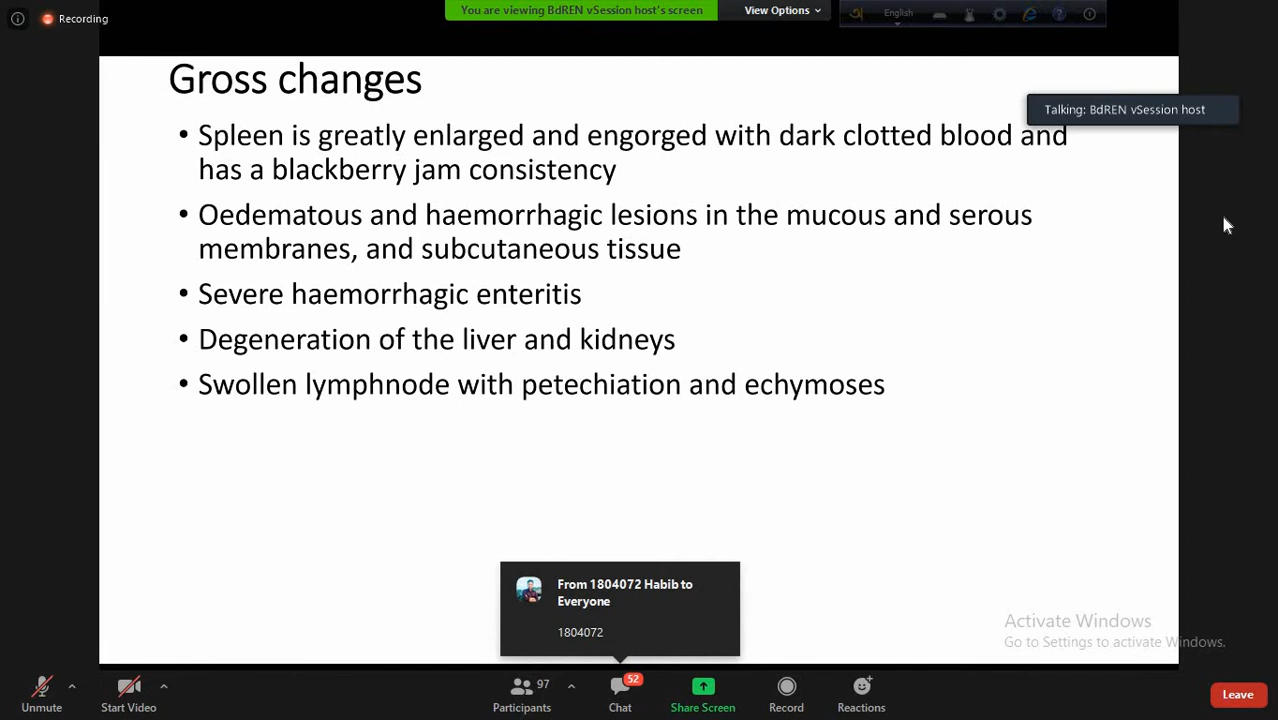 Recording
You are viewing BdREN vSession host's screen
View Options
English
Talking: BdREN vSession host
Gross changes
• Spleen is greatly enlarged and engorged with dark clotted blood and
has a blackberry jam consistency
• Oedematous and haemorrhagic lesions in the mucous and serous
membranes, and subcutaneous tissue
• Severe haemorrhagic enteritis
• Degeneration of the liver and kidneys
• Swollen lymphnode with petechiation and echymoses
From 1804072 Habib to
Everyone
1804072
Activate Windows
Go to Settings to activate Windows.
97
52
Unmute
Start Video
Participants
Chat
Share Screen
Record
Reactions
Leave